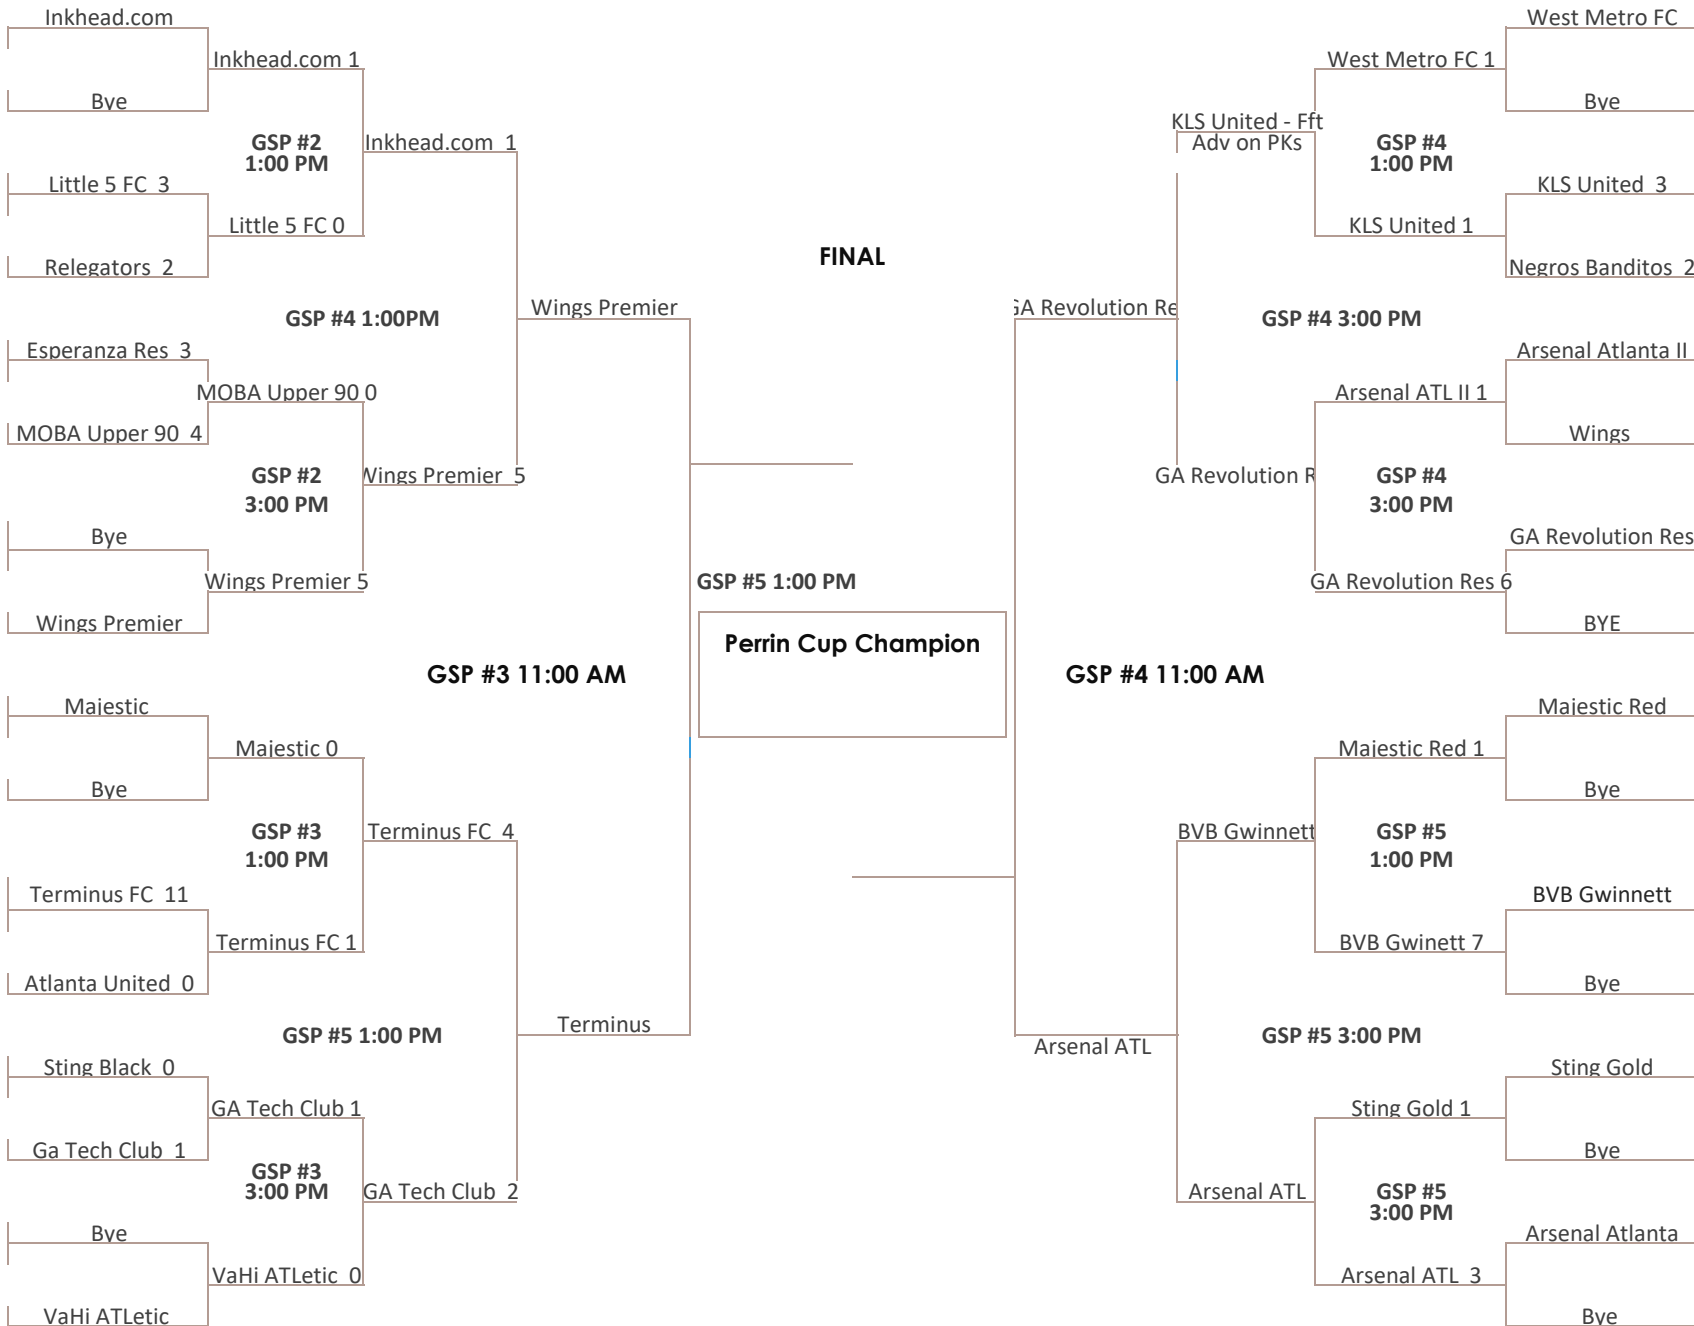 Inkhead.com
Inkhead.com 1
Bye
GSP #2
1:00 PM
Inkhead.com 1
Little 5 FC 3
Little 5 FC 0
Relegators 2
GSP #4 1:00PM
Wings Premier
Esperanza Res 3
MOBA Upper 90 0
MOBA Upper 90 4
GSP #2
3:00 PM
Wings Premier 5
Bye
Wings Premier 5
Wings Premier
GSP #3 11:00 AM
Majestic
Majestic 0
Bye
GSP #3
1:00 PM
Terminus FC 4
Terminus FC 11
Terminus FC 1
Atlanta United 0
GSP #5 1:00 PM
Terminus
Sting Black 0
GA Tech Club 1
Ga Tech Club 1
GSP #3
3:00 PM
GA Tech Club 2
Bye
VaHi ATLetic 0
VaHi ATLetic
FINAL
GSP #5 1:00 PM
Perrin Cup Champion
West Metro FC
West Metro FC 1
Bye
KLS United - Fft
Adv on PKs
GSP #4
1:00 PM
KLS United 3
KLS United 1
Negros Banditos 2
GA Revolution Re
GSP #4 3:00 PM
Arsenal Atlanta II
Arsenal ATL II 1
Wings
GA Revolution R
GSP #4
3:00 PM
GA Revolution Res
GA Revolution Res 6
BYE
GSP #4 11:00 AM
Majestic Red
Majestic Red 1
Bye
BVB Gwinnett
GSP #5
1:00 PM
BVB Gwinnett
BVB Gwinett 7
Bye
Arsenal ATL
GSP #5 3:00 PM
Sting Gold
Sting Gold 1
Bye
Arsenal ATL
GSP #5
3:00 PM
Arsenal Atlanta
Arsenal ATL 3
Bye